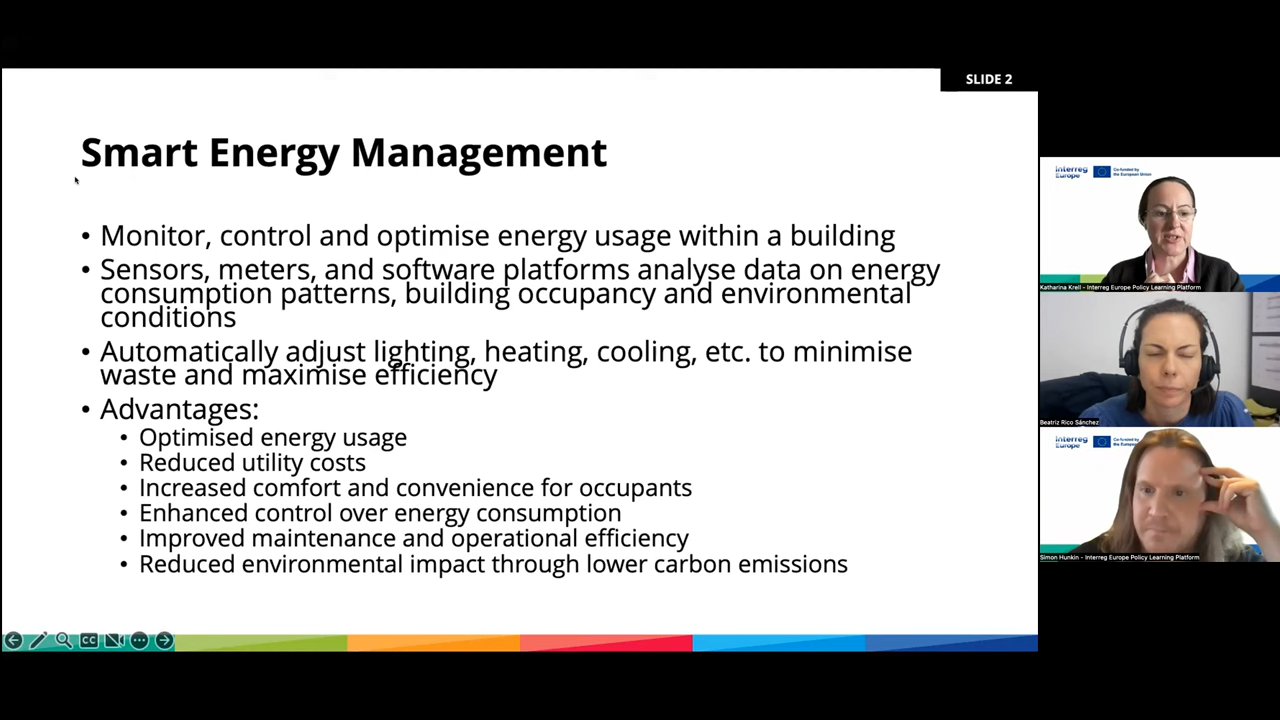 SLIDE 2
Smart Energy Management
• Monitor, control and optimise energy usage within a building
• Sensors, meters, and software platforms analyse data on energy
consumption patterns, building occupancy and environmental
conditions
• Automatically adjust lighting, heating, cooling, etc. to minimise
waste and maximise efficiency
• Advantages:
• Optimised energy usage
• Reduced utility costs
• Increased comfort and convenience for occupants
• Enhanced control over energy consumption
• Improved maintenance and operational efficiency
• Reduced environmental impact through lower carbon emissions
CC
Interreg
Europe
Co-funded by
the European Union
Katharina Krell - Interreg Europe Policy Learning Platform
Beatriz Rico Sánchez
Interreg
Europe
Co-funded by
the European
Simon Hunkin - Interreg Europe Policy Learning Platform